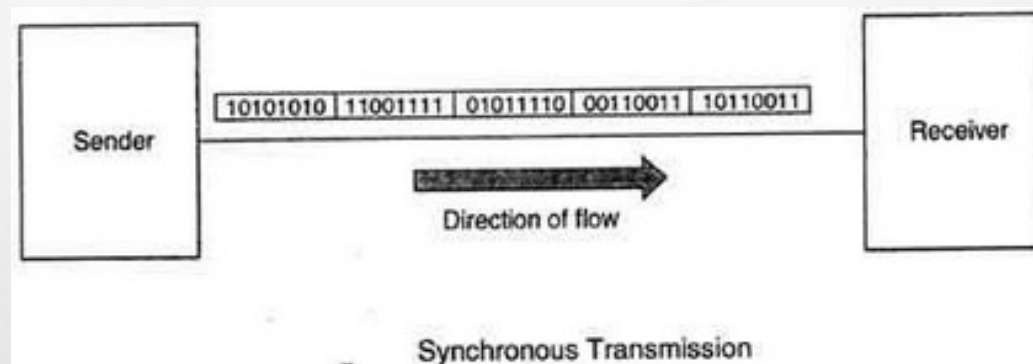 10101010 11001111 01011110 00110011 10110011
Sender
Receiver
Direction of flow
Synchronous Transmission